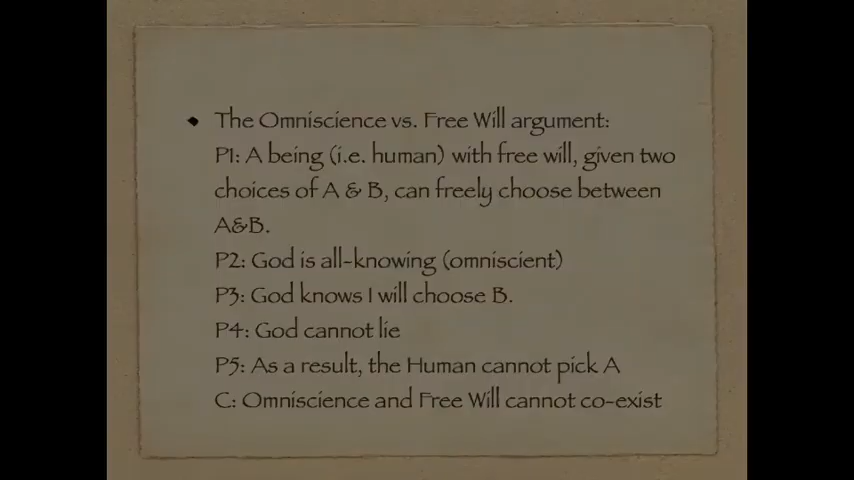 The Omniscience vs. Free Will argument:
P1: A being (i.e. human) with free will, given two
choices of A & B, can freely choose between
A&B.
P2: God is all-knowing (omniscient)
P3: God knows I will choose B.
P4: God cannot lie
P5: As a result, the Human cannot pick A
C: Omniscience and Free Will cannot co-exist